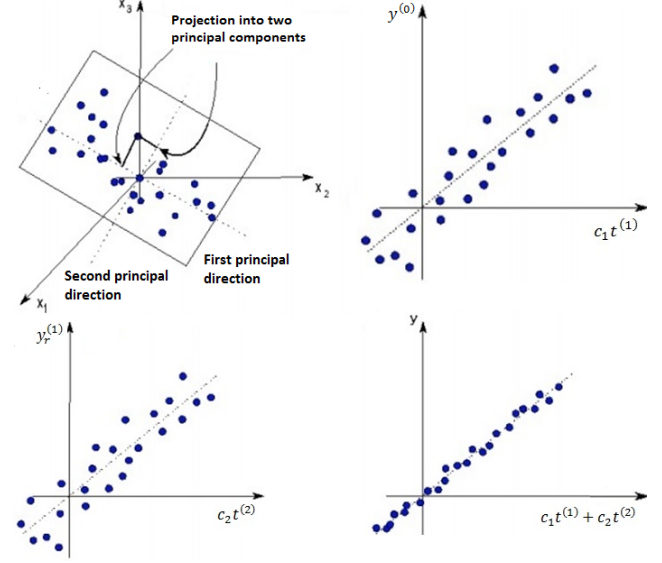 x₃
Projection into two
principal components
x₂
First principal
direction
Second principal
direction
x₁
y⁽⁰⁾
c₁t⁽¹⁾
yᵣ⁽¹⁾
c₂t⁽²⁾
y
c₁t⁽¹⁾ + c₂t⁽²⁾